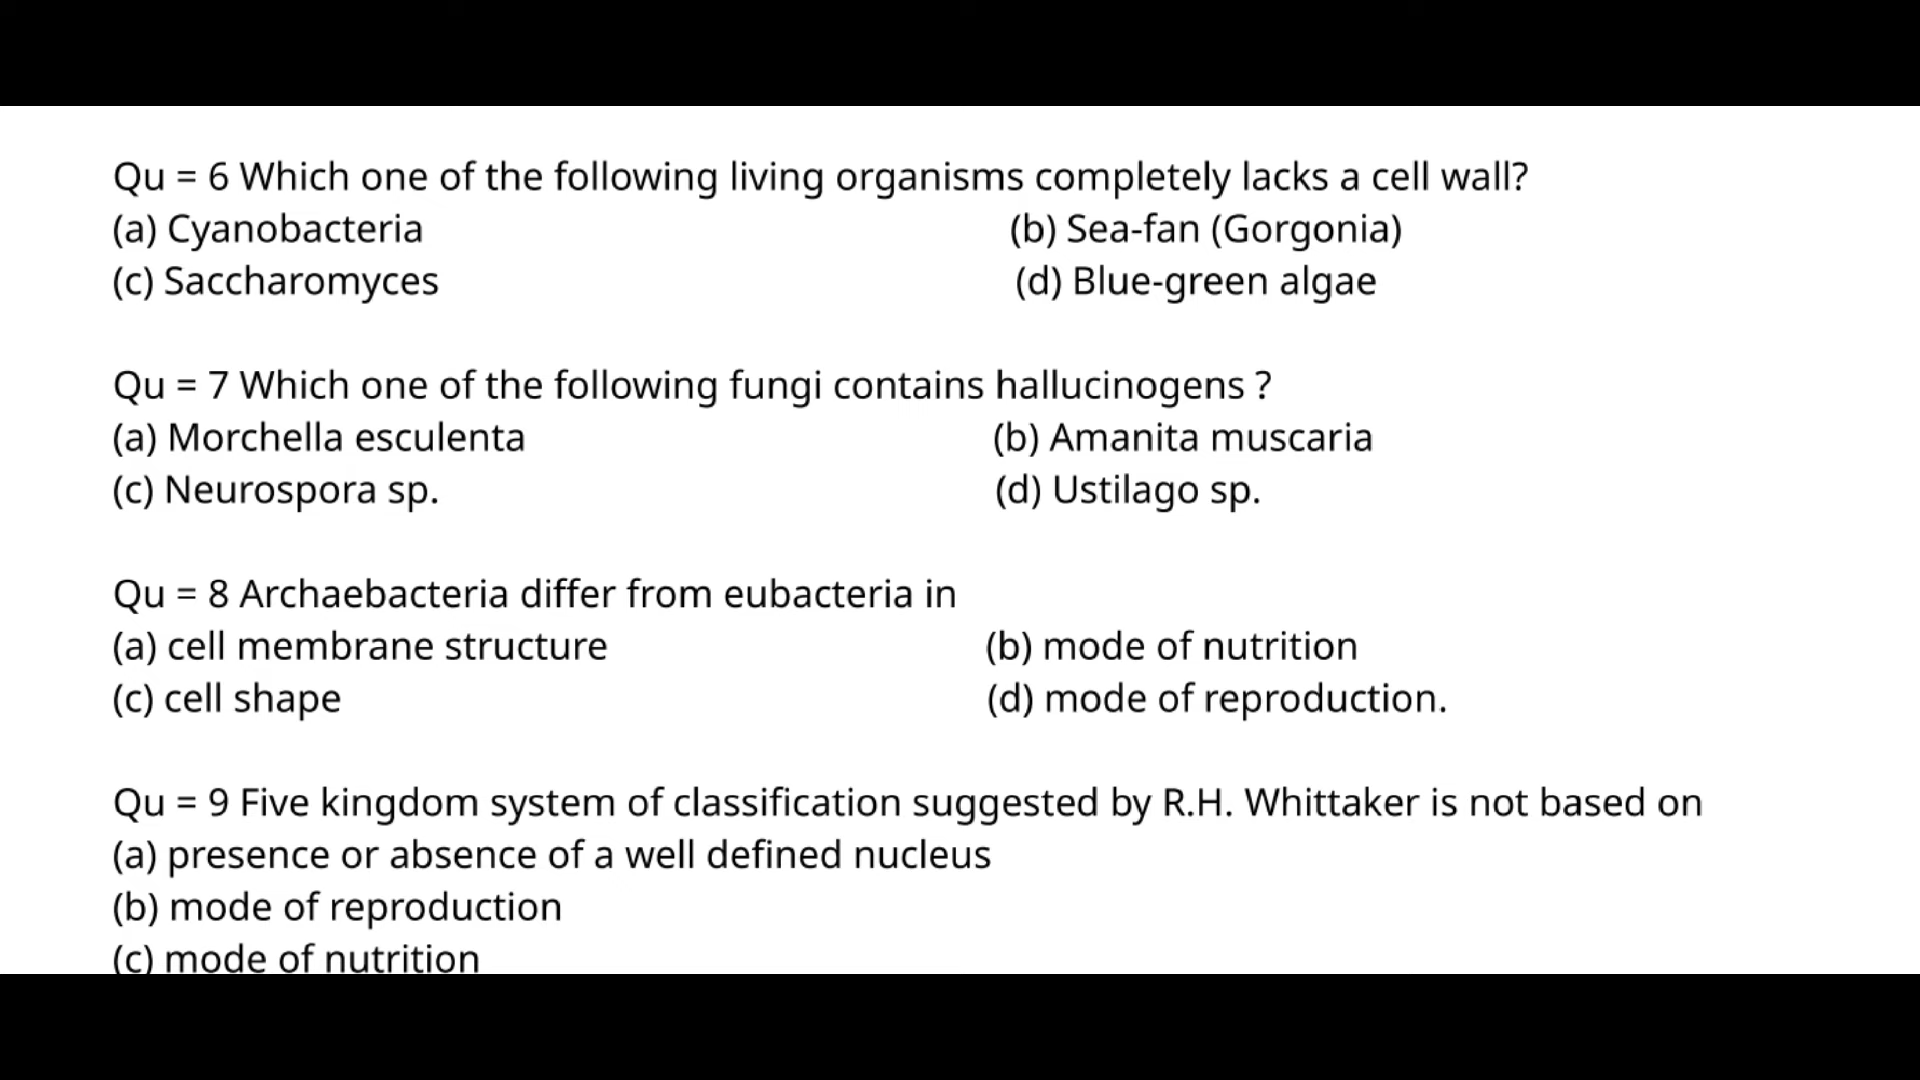 Qu = 6 Which one of the following living organisms completely lacks a cell wall?
(a) Cyanobacteria (b) Sea-fan (Gorgonia)
(c) Saccharomyces (d) Blue-green algae
Qu = 7 Which one of the following fungi contains hallucinogens ?
(a) Morchella esculenta (b) Amanita muscaria
(c) Neurospora sp. (d) Ustilago sp.
Qu = 8 Archaebacteria differ from eubacteria in
(a) cell membrane structure (b) mode of nutrition
(c) cell shape (d) mode of reproduction.
Qu = 9 Five kingdom system of classification suggested by R.H. Whittaker is not based on
(a) presence or absence of a well defined nucleus
(b) mode of reproduction
(c) mode of nutrition